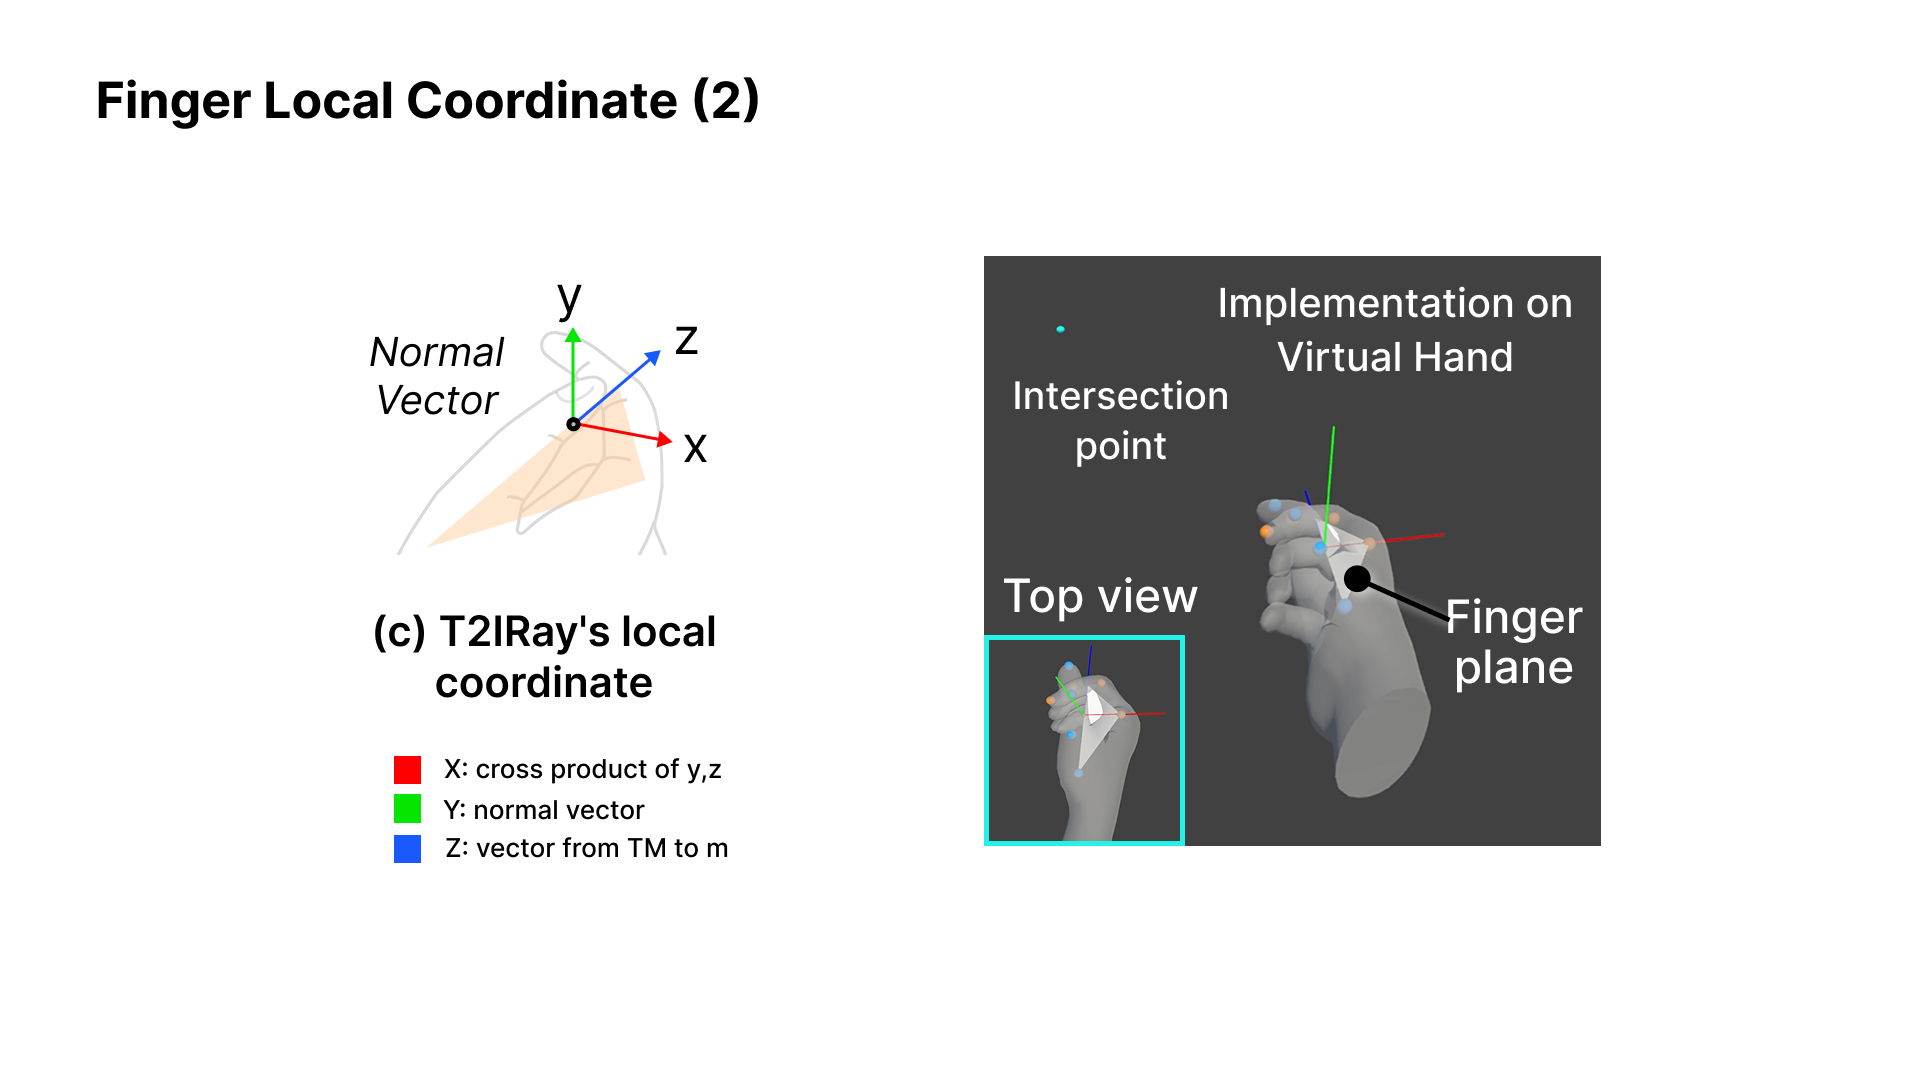 Finger Local Coordinate (2)
y
z
Normal
Vector
x
(c) T2IRay's local
coordinate
X: cross product of y,z
Y: normal vector
Z: vector from TM to m
Implementation on
Virtual Hand
Intersection
point
Top view
Finger
plane